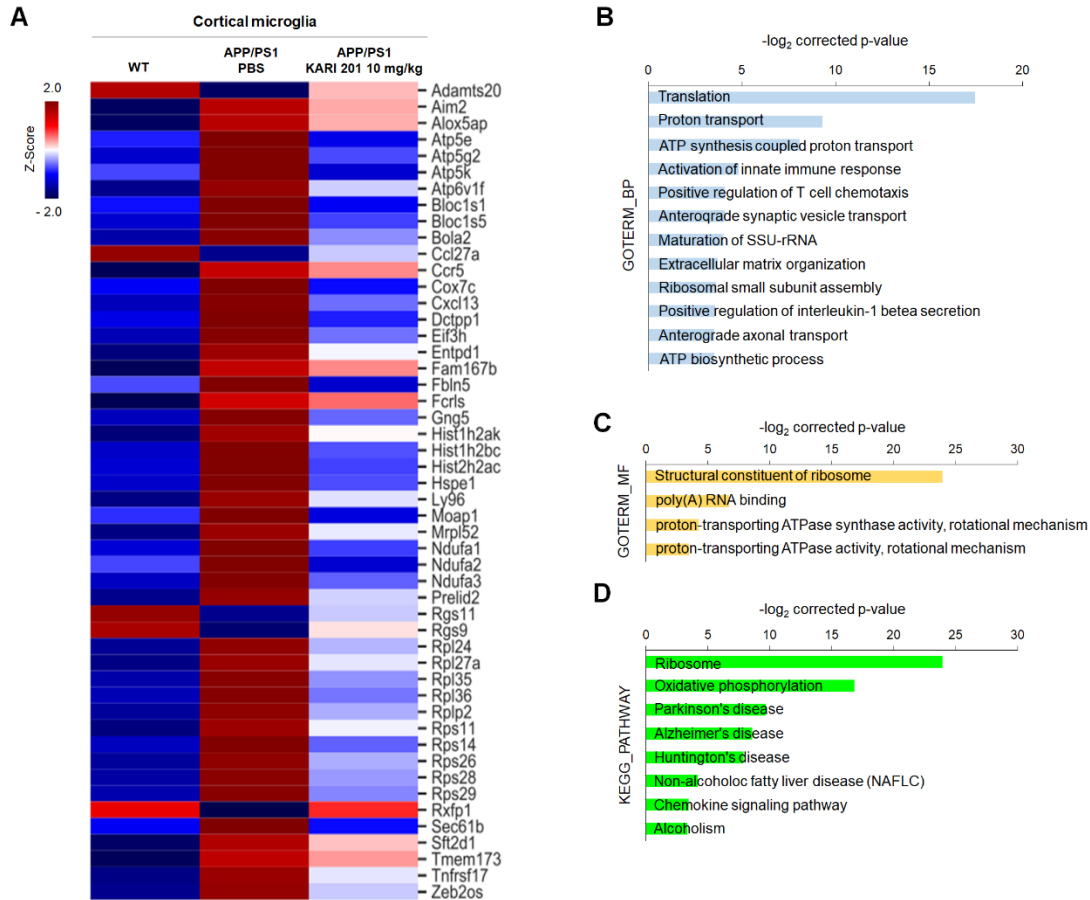 A
Cortical microglia
WT
APP/PS1
PBS
APP/PS1
KARI 201 10 mg/kg
2.0
Z-Score
- 2.0
Adamts20
Aim2
Alox5ap
Atp5e
Atp5g2
Atp5k
Atp6v1f
Bloc1s1
Bloc1s5
Bola2
Ccl27a
Ccr5
Cox7c
Cxcl13
Dctpp1
Eif3h
Entpd1
Fam167b
Fbln5
Fcrls
Gng5
Hist1h2ak
Hist1h2bc
Hist2h2ac
Hspe1
Ly96
Moap1
Mrpl52
Ndufa1
Ndufa2
Ndufa3
Prelid2
Rgs11
Rgs9
Rpl24
Rpl27a
Rpl35
Rpl36
Rplp2
Rps11
Rps14
Rps26
Rps28
Rps29
Rxfp1
Sec61b
Sft2d1
Tmem173
Tnfrsf17
Zeb2os
B
-log2 corrected p-value
0 5 10 15 20
GOTERM_BP
Translation
Proton transport
ATP synthesis coupled proton transport
Activation of innate immune response
Positive regulation of T cell chemotaxis
Anteroqrade synaptic vesicle transport
Maturation of SSU-rRNA
Extracellular matrix organization
Ribosomal small subunit assembly
Positive regulation of interleukin-1 betea secretion
Anterograde axonal transport
ATP biosynthetic process
C
-log2 corrected p-value
0 5 10 15 20 25 30
GOTERM_MF
Structural constituent of ribosome
poly(A) RNA binding
proton-transporting ATPase synthase activity, rotational mechanism
proton-transporting ATPase activity, rotational mechanism
D
-log2 corrected p-value
0 5 10 15 20 25 30
KEGG_PATHWAY
Ribosome
Oxidative phosphorylation
Parkinson's disease
Alzheimer's disease
Huntington's disease
Non-alcoholoc fatty liver disease (NAFLC)
Chemokine signaling pathway
Alcoholism